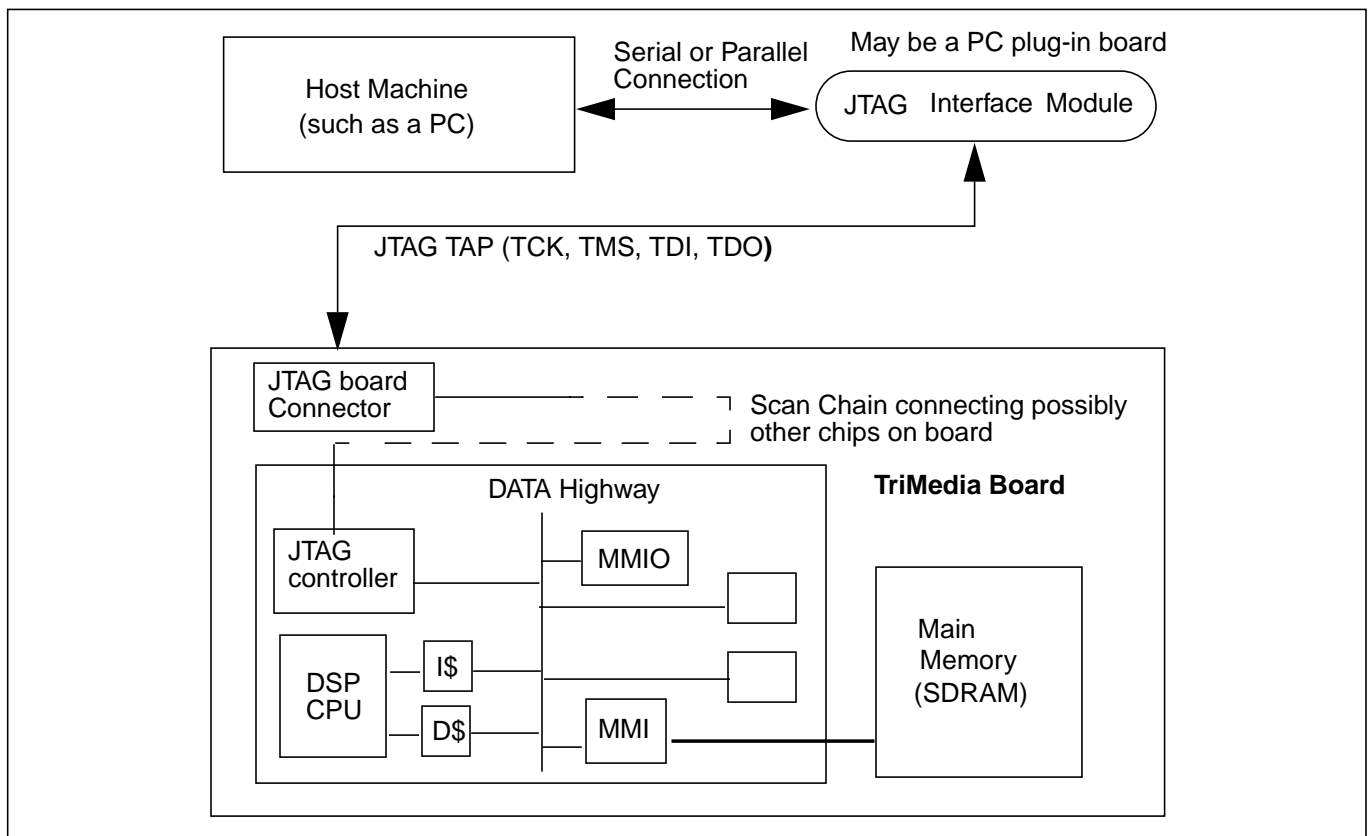 May be a PC plug-in board
Serial or Parallel
Connection
Host Machine
(such as a PC)
JTAG Interface Module
JTAG TAP (TCK, TMS, TDI, TDO)
JTAG board
Connector
Scan Chain connecting possibly
other chips on board
TriMedia Board
DATA Highway
JTAG
controller
MMIO
DSP
CPU
I$
D$
MMI
Main
Memory
(SDRAM)